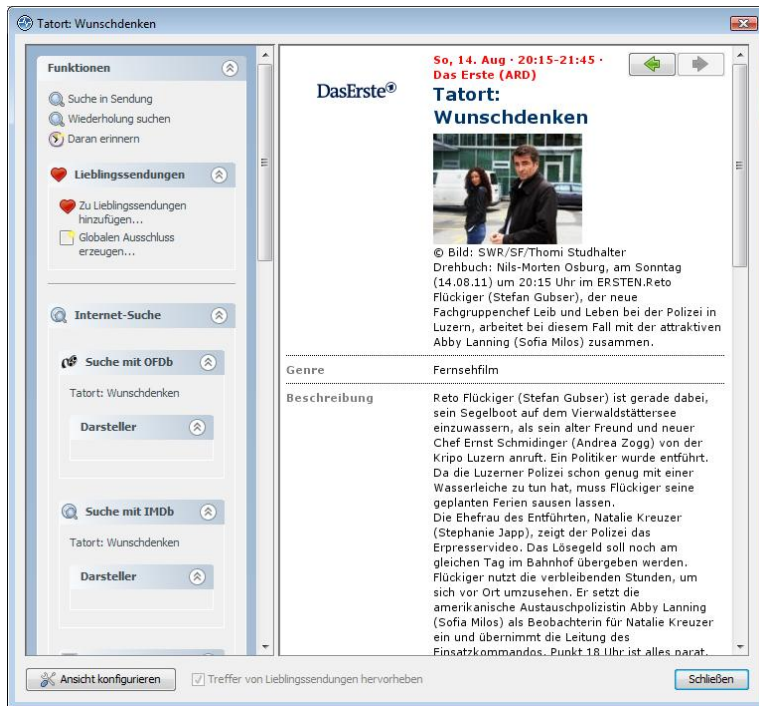 Tatort: Wunschdenken
Funktionen
Suche in Sendung
Wiederholung suchen
Daran erinnern
Lieblingssendungen
Zu Lieblingssendungen
hinzufügen...
Globalen Ausschluss
erzeugen...
Internet-Suche
Suche mit OFDb
Tatort: Wunschdenken
Darsteller
Suche mit IMDb
Tatort: Wunschdenken
Darsteller
DasErste
So, 14. Aug · 20:15-21:45 ·
Das Erste (ARD)
Tatort:
Wunschdenken
© Bild: SWR/SF/Thomi Studhalter
Drehbuch: Nils-Morten Osburg, am Sonntag
(14.08.11) um 20:15 Uhr im ERSTEN.Reto
Flückiger (Stefan Gubser), der neue
Fachgruppenchef Leib und Leben bei der Polizei in
Luzern, arbeitet bei diesem Fall mit der attraktiven
Abby Lanning (Sofia Milos) zusammen.
Genre Fernsehfilm
Beschreibung Reto Flückiger (Stefan Gubser) ist gerade dabei,
sein Segelboot auf dem Vierwaldstättersee
einzuwassern, als sein alter Freund und neuer
Chef Ernst Schmidinger (Andrea Zogg) von der
Kripo Luzern anruft. Ein Politiker wurde entführt.
Da die Luzerner Polizei schon genug mit einer
Wasserleiche zu tun hat, muss Flückiger seine
geplanten Ferien sausen lassen.
Die Ehefrau des Entführten, Natalie Kreuzer
(Stephanie Japp), zeigt der Polizei das
Erpresservideo. Das Lösegeld soll noch am
gleichen Tag im Bahnhof übergeben werden.
Flückiger nutzt die verbleibenden Stunden, um
sich vor Ort umzusehen. Er setzt die
amerikanische Austauschpolizistin Abby Lanning
(Sofia Milos) als Beobachterin für Natalie Kreuzer
ein und übernimmt die Leitung des
Einsatzkommandos. Punkt 18 Uhr ist alles parat.
Ansicht konfigurieren
Treffer von Lieblingssendungen hervorheben
Schließen